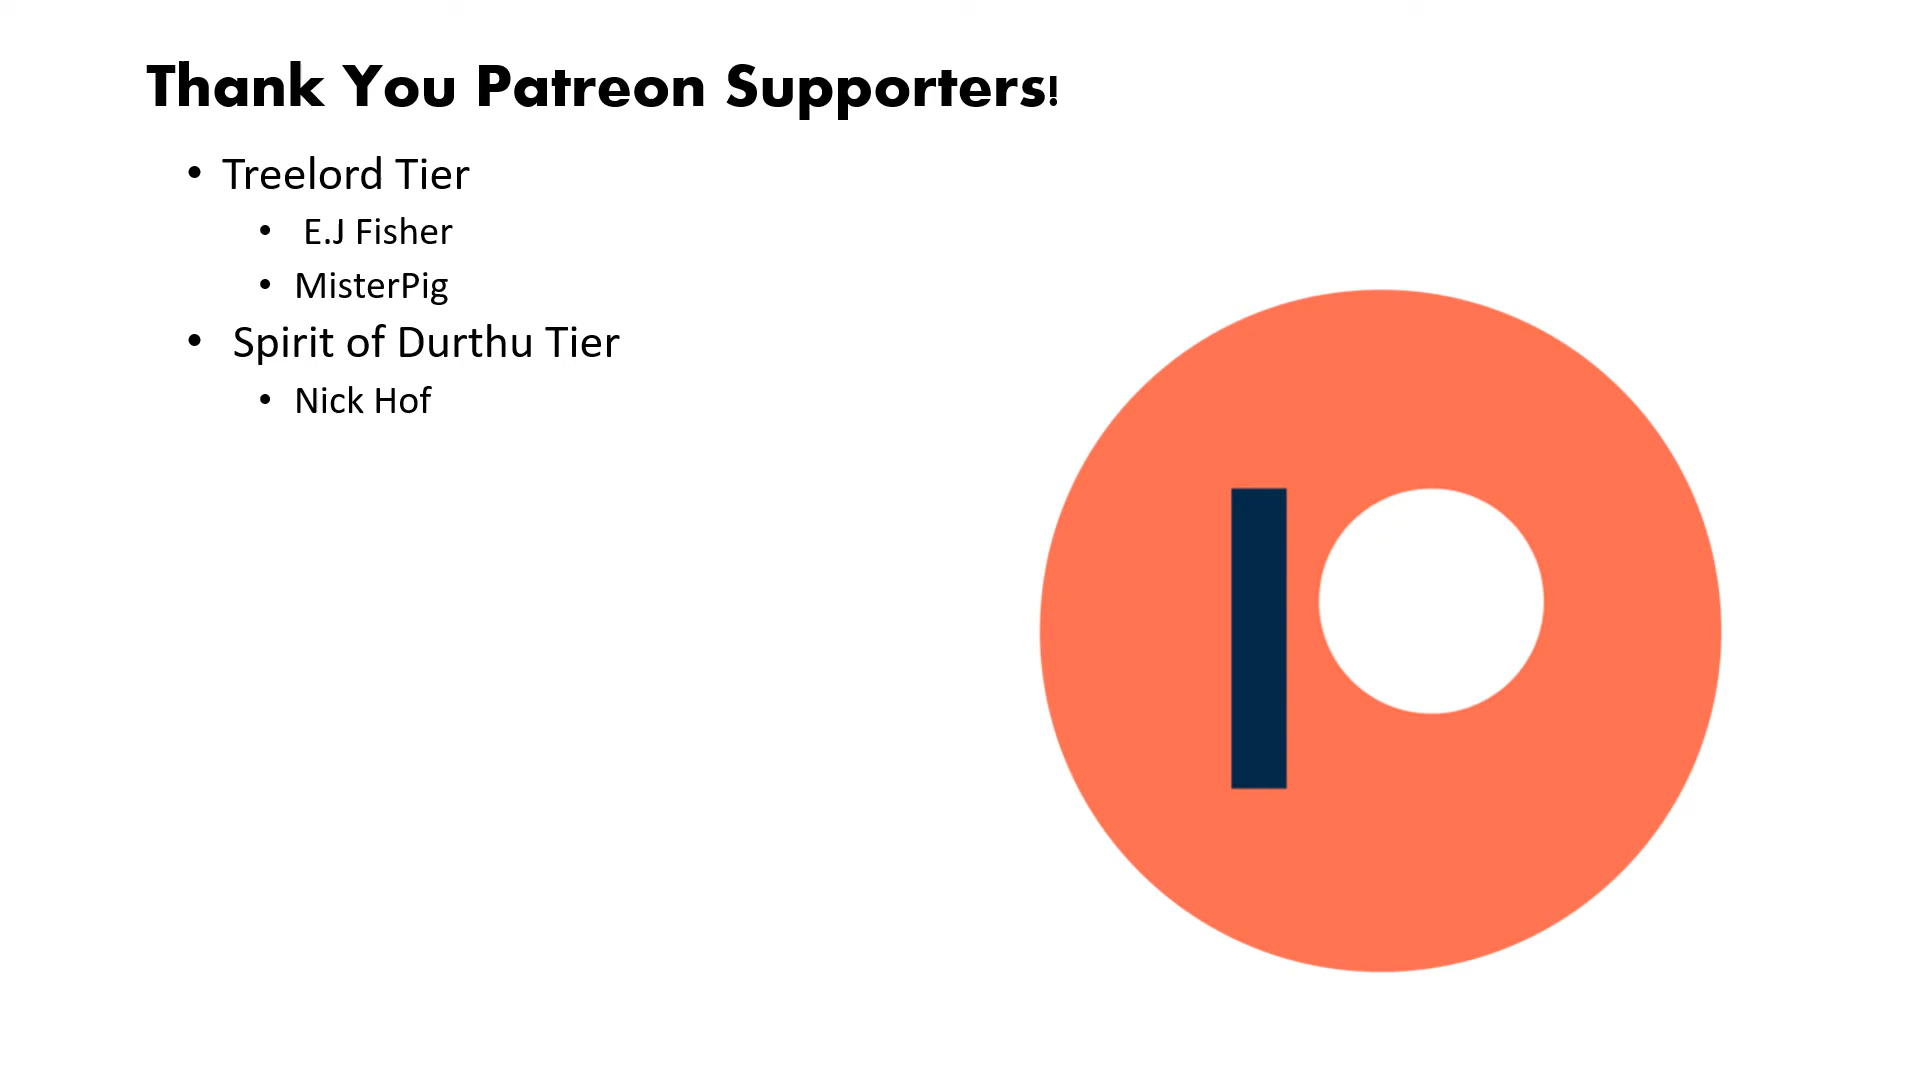 Thank You Patreon Supporters!
• Treelord Tier
• E.J Fisher
• MisterPig
• Spirit of Durthu Tier
• Nick Hof